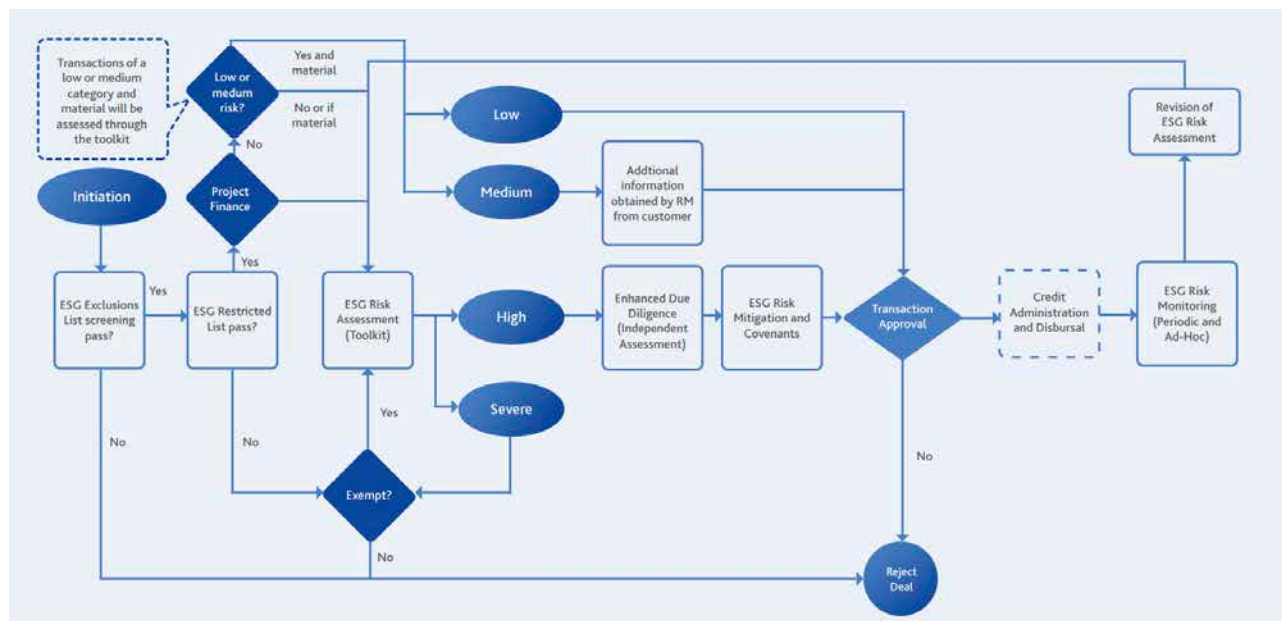 Transactions of a
low or medium
category and
material will be
assessed through
the toolkit
Low or
medum
risk?
Yes and
material
No or if
material
No
Initiation
Project
Finance
Yes
ESG Exclusions
List screening
pass?
Yes
ESG Restricted
List pass?
ESG Risk
Assessment
(Toolkit)
Low
Medium
Addtional
information
obtained by RM
from customer
High
Enhanced Due
Diligence
(Independent
Assessment)
ESG Risk
Mitigation and
Covenants
Transaction
Approval
Credit
Administration
and Disbursal
ESG Risk
Monitoring
(Periodic and
Ad-Hoc)
Revision of
ESG Risk
Assessment
Severe
No
No
Yes
Exempt?
No
No
Reject
Deal